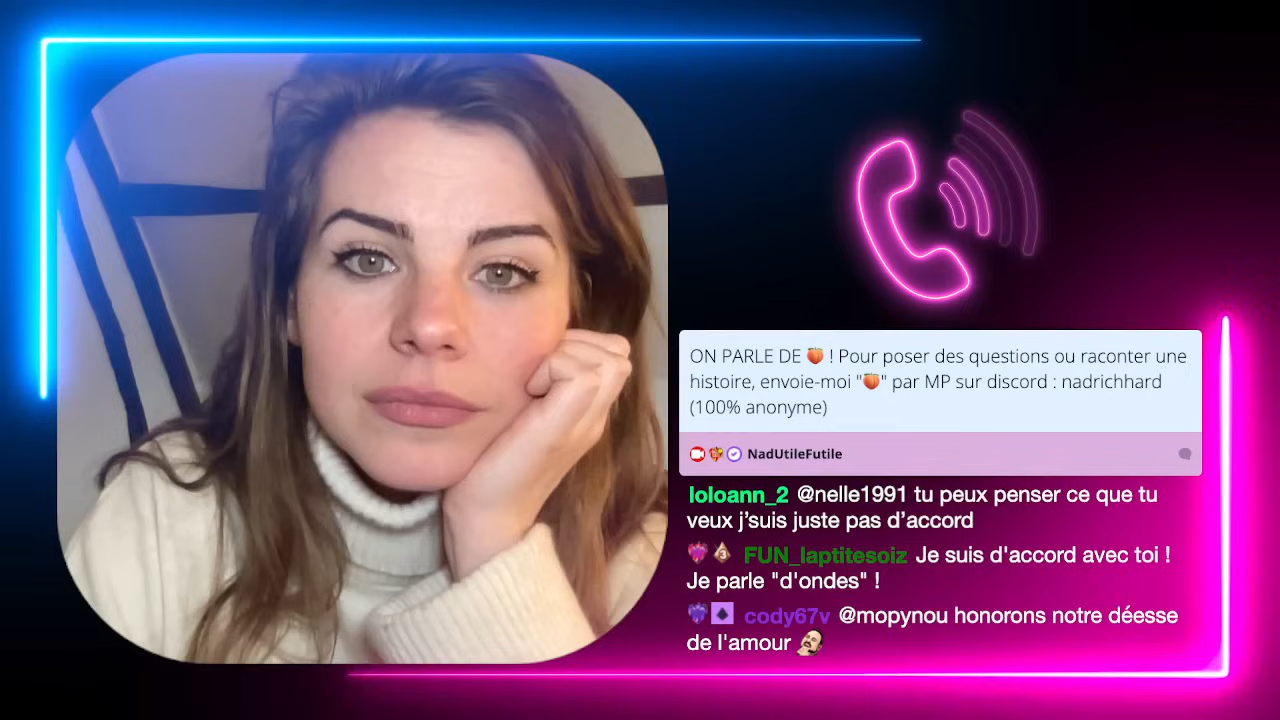 ON PARLE DE 🍑 ! Pour poser des questions ou raconter une
histoire, envoie-moi "🍑" par MP sur discord : nadrichhard
(100% anonyme)
NadUtileFutile
loloann_2 @nelle1991 tu peux penser ce que tu
veux j’suis juste pas d’accord
3 FUN_laptitesoiz Je suis d'accord avec toi !
Je parle "d'ondes" !
cody67v @mopynou honorons notre déesse
de l'amour